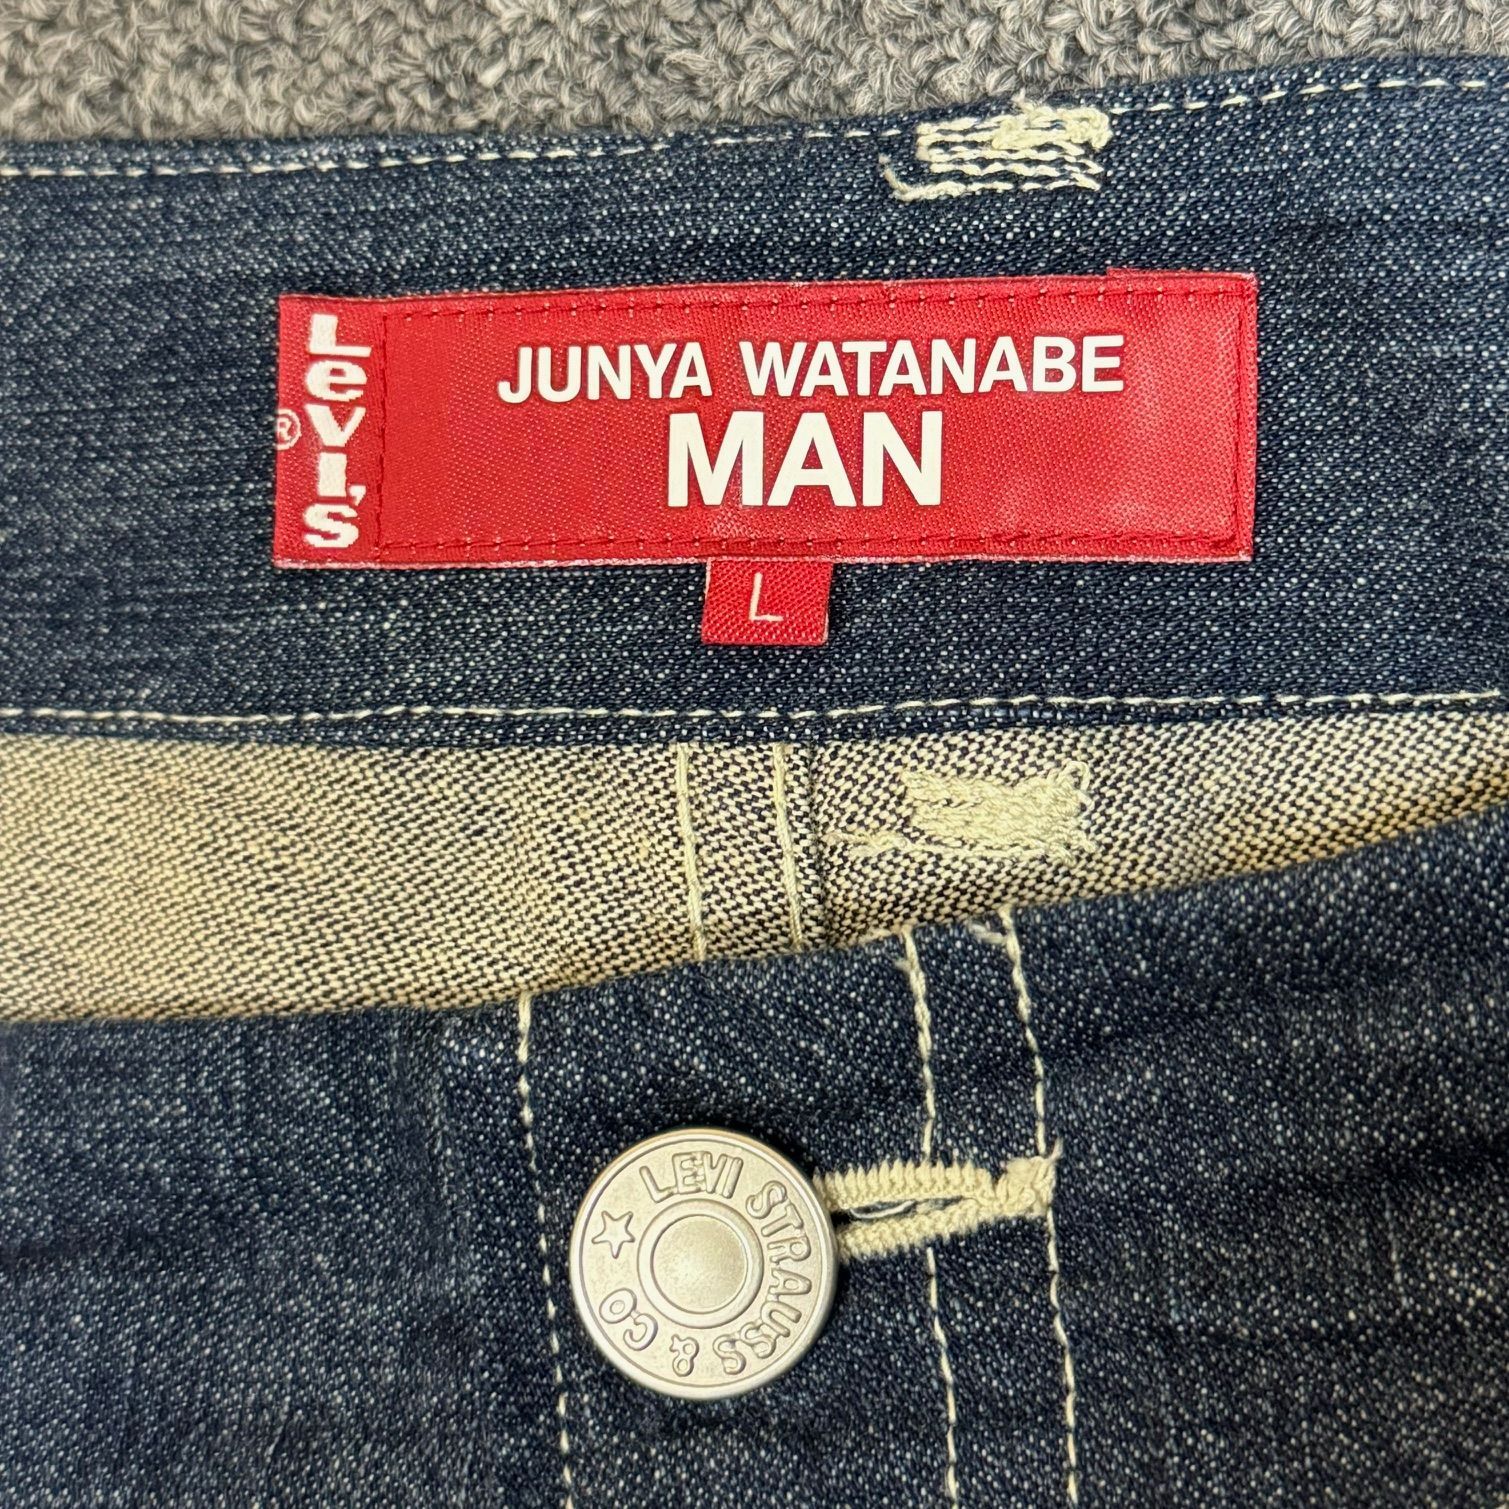 Levi's
®
JUNYA WATANABE
MAN
L
LEVI STRAUSS & CO